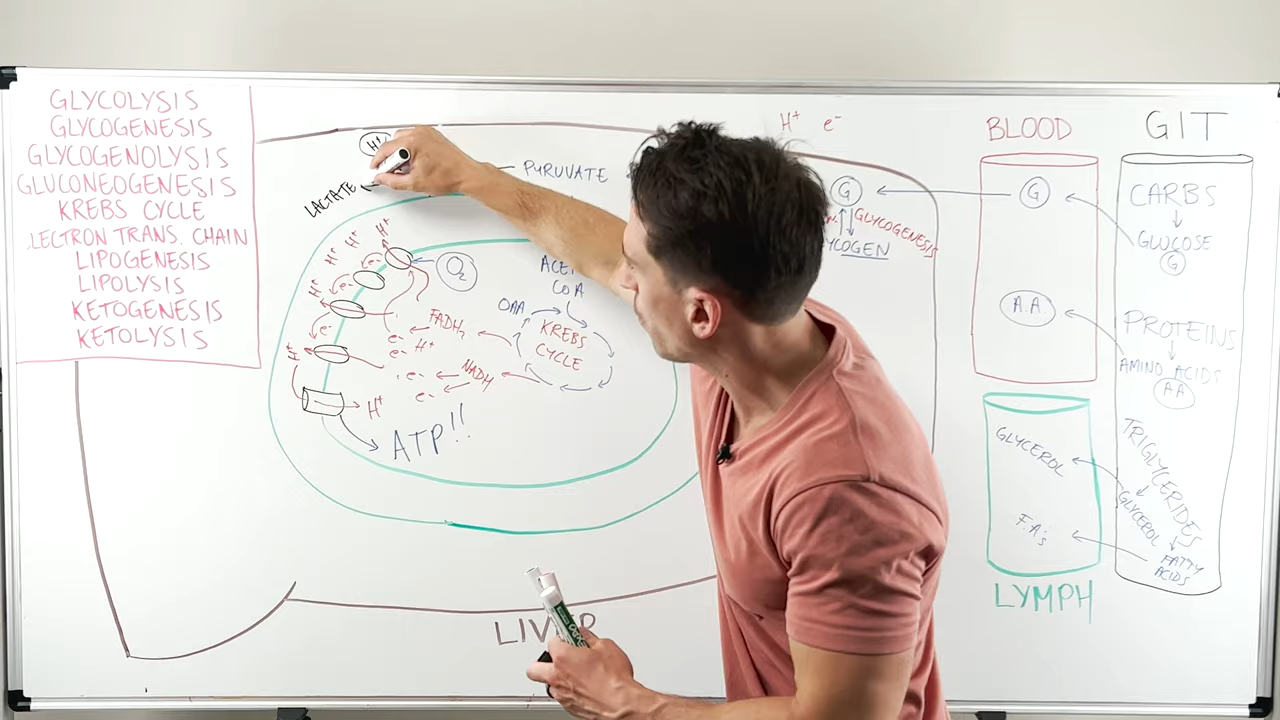 GLYCOLYSIS
GLYCOGENESIS
GLYCOGENOLYSIS
GLUCONEOGENESIS
KREBS CYCLE
LECTRON TRANS. CHAIN
LIPOGENESIS
LIPOLYSIS
KETOGENESIS
KETOLYSIS
LACTATE
PYRUVATE
H⁺ e⁻
G
GLYCOGENESIS
YCOGEN
H⁺
H⁺
H⁺
H⁺
H⁺
e⁻
e⁻
O₂
FADH₂
e⁻
e⁻ H⁺
e⁻
e⁻
NADH
H⁺
ATP!!
CoA
OAA
KREBS
CYCLE
LIV R
BLOOD
G
A.A.
GLYCEROL
F.A's
LYMPH
GIT
CARBS
GLUCOSE
G
PROTEINS
AMINO ACIDS
AA
TRIGLYCERIDES
GLYCEROL
FATTY
ACIDS